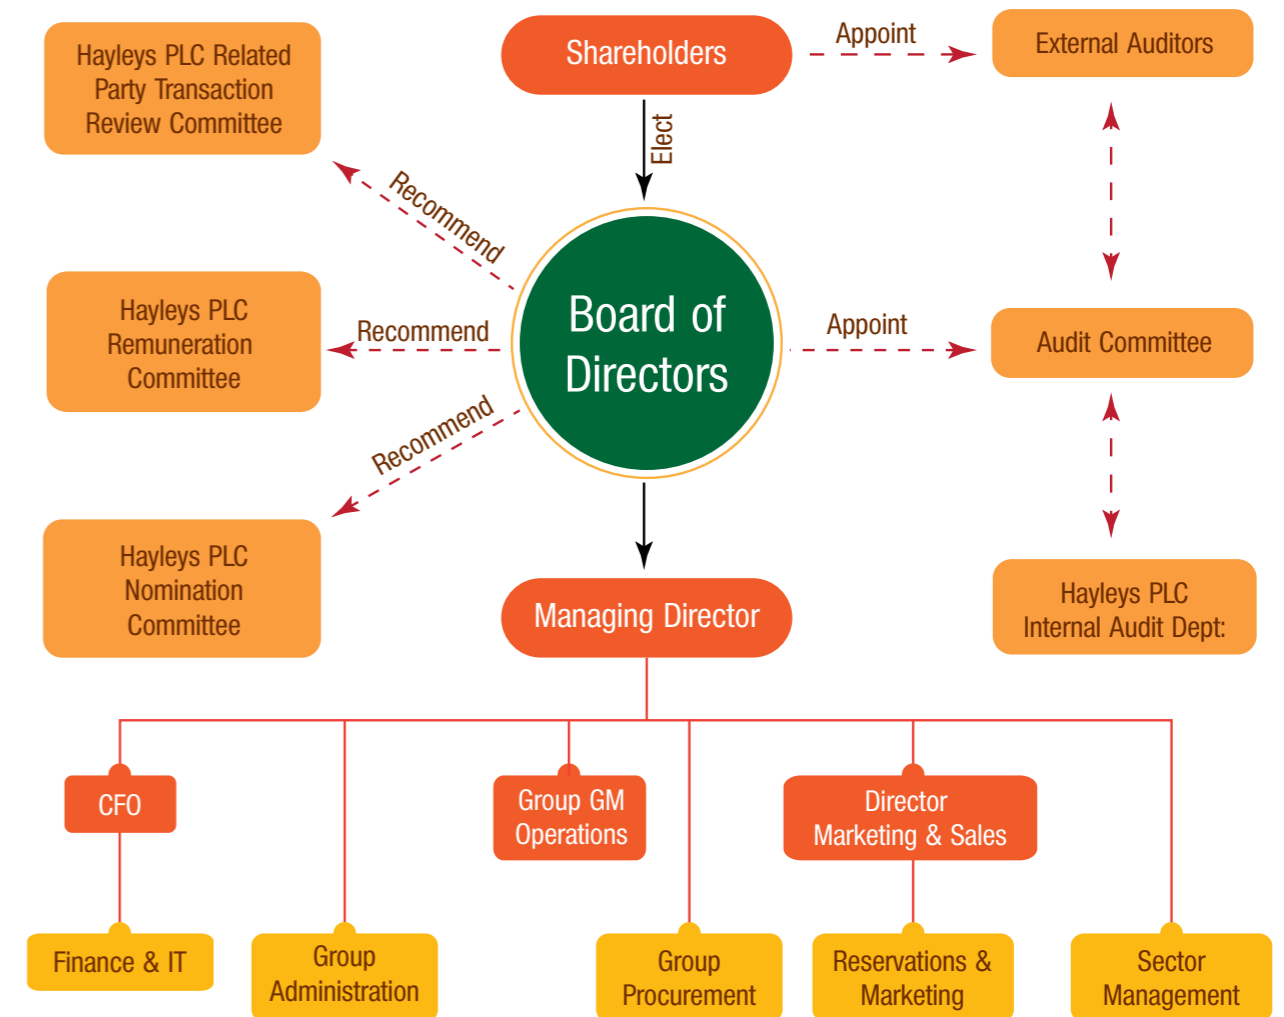 Hayleys PLC Related
Party Transaction
Review Committee
Shareholders
Appoint
External Auditors
Elect
Recommend
Hayleys PLC
Remuneration
Committee
Recommend
Board of
Directors
Appoint
Audit Committee
Recommend
Hayleys PLC
Nomination
Committee
Managing Director
Hayleys PLC
Internal Audit Dept:
CFO
Group GM
Operations
Director
Marketing & Sales
Finance & IT
Group
Administration
Group
Procurement
Reservations &
Marketing
Sector
Management